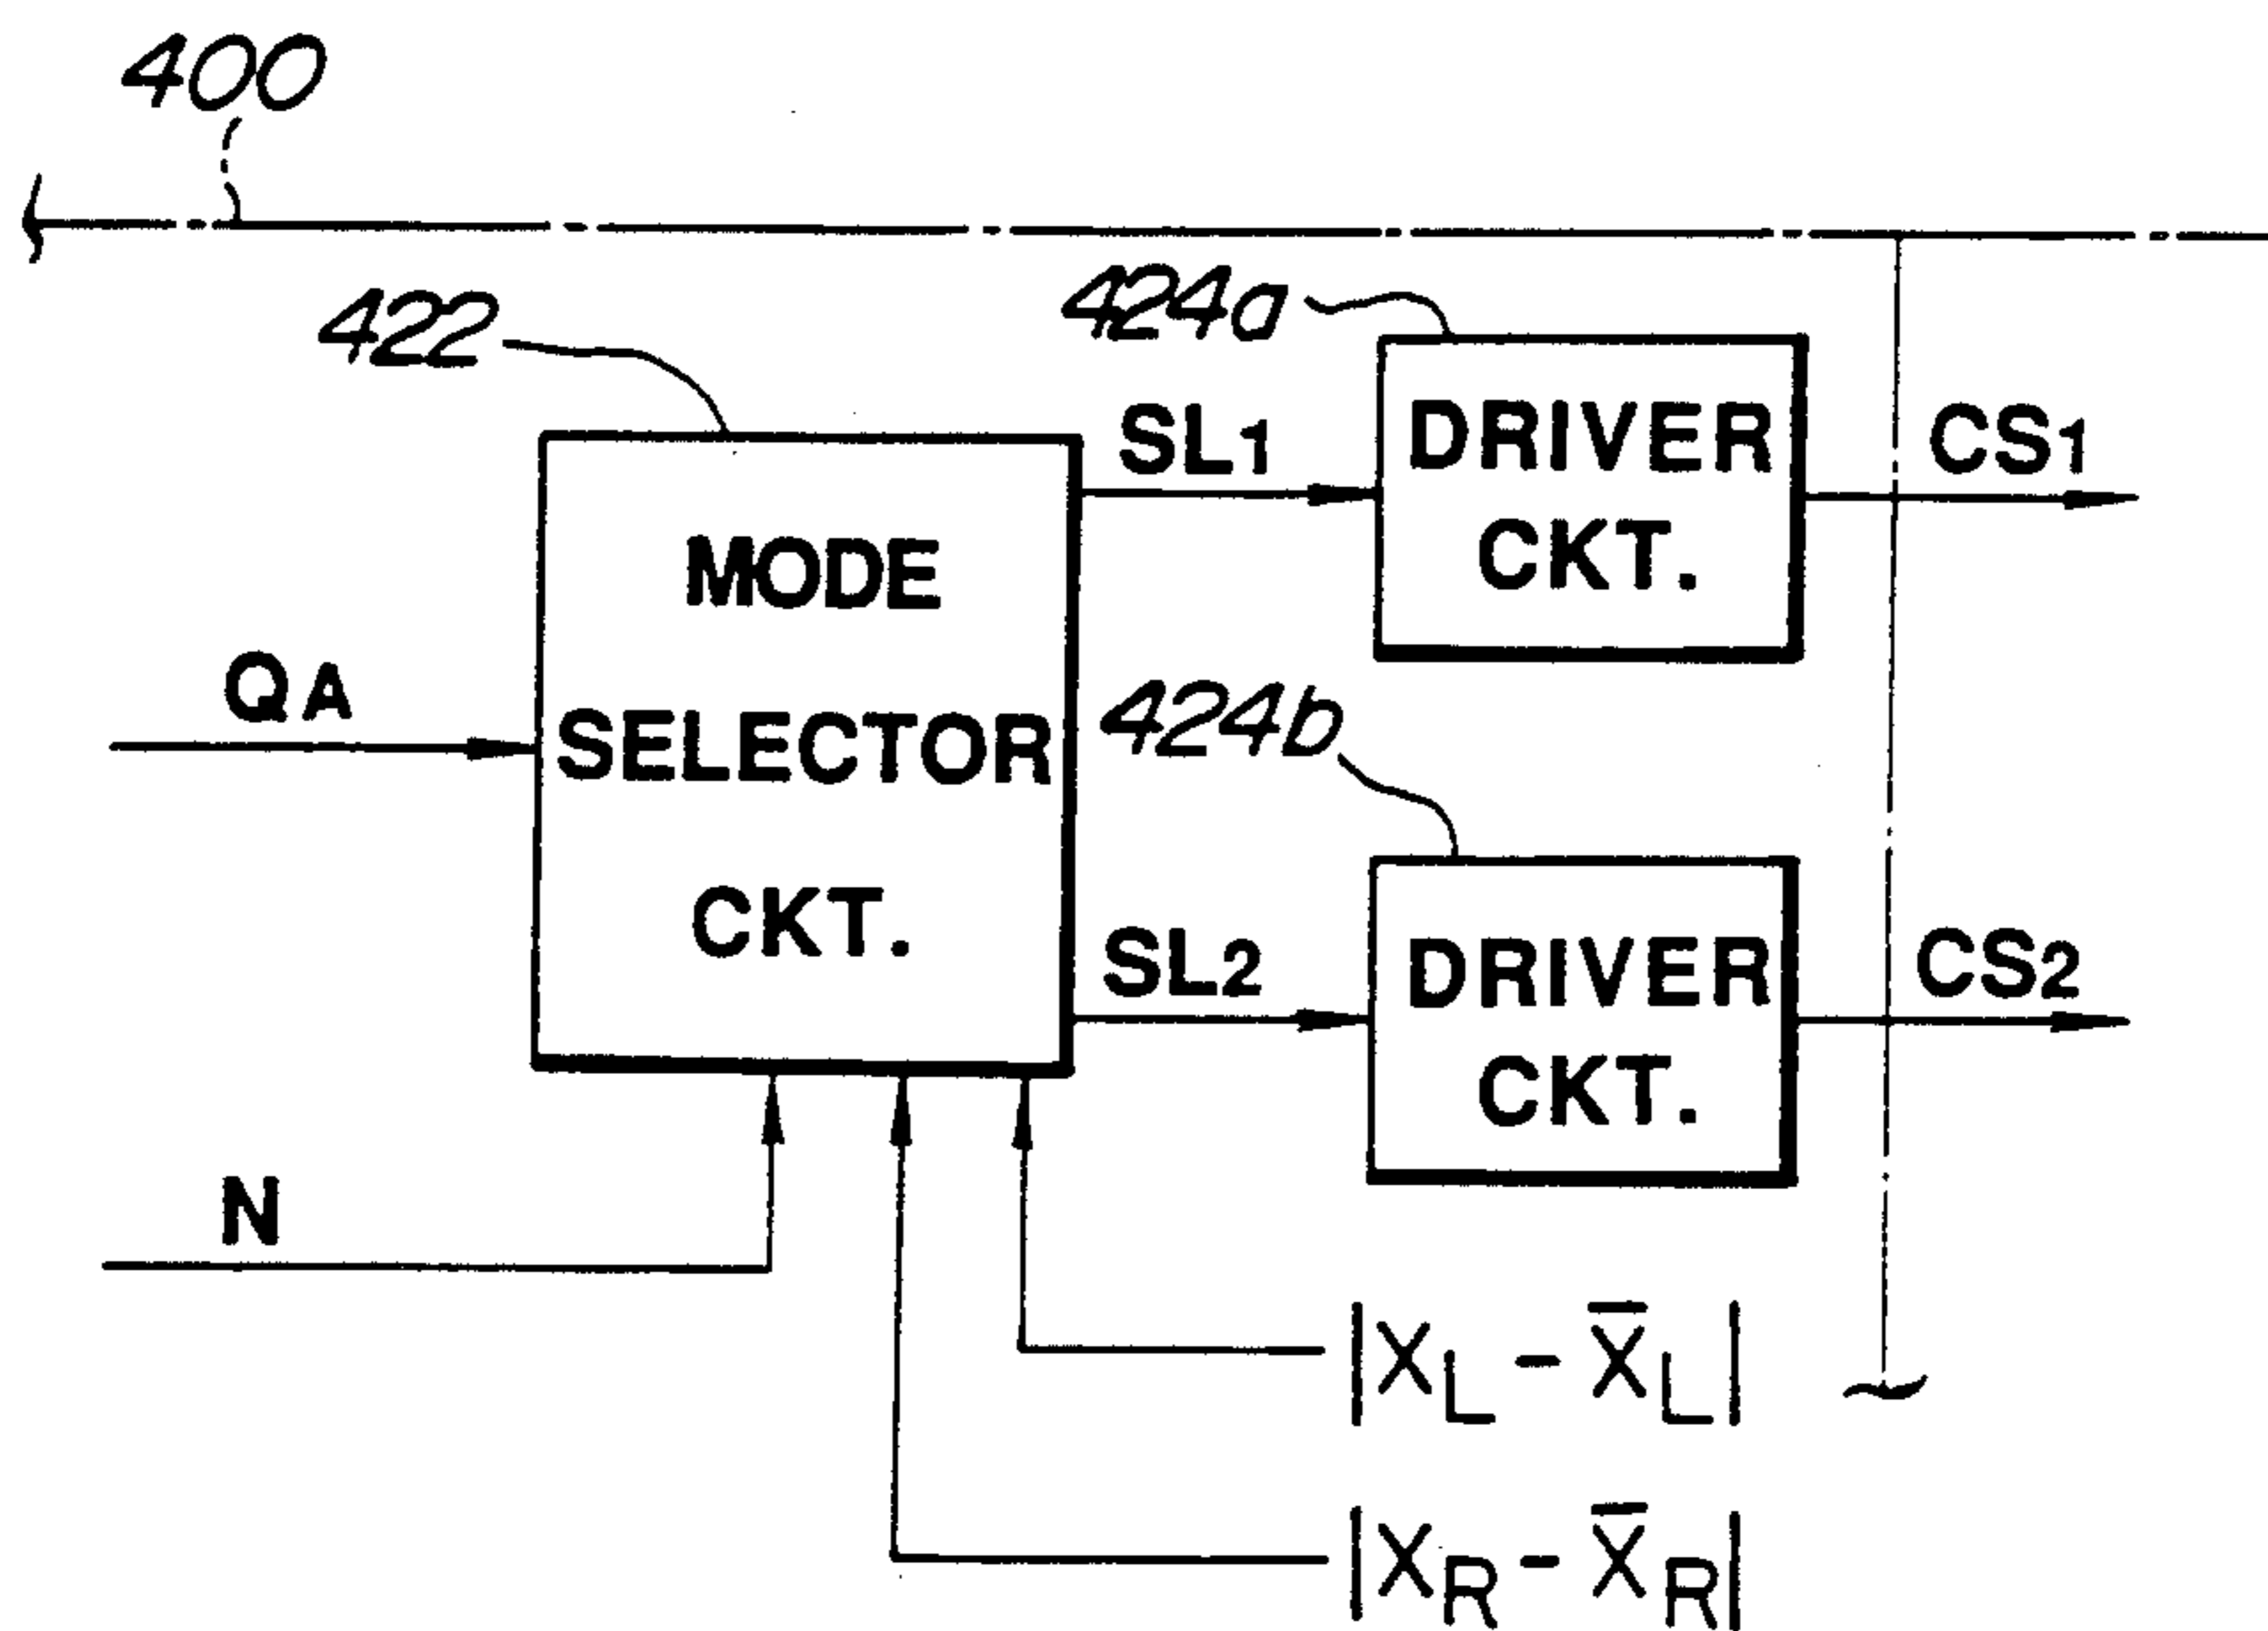 400
422
424a
SL1
DRIVER
CKT.
CS1
MODE
SELECTOR
CKT.
QA
424b
SL2
DRIVER
CKT.
CS2
N
|XL - X̅L|
|XR - X̅R|